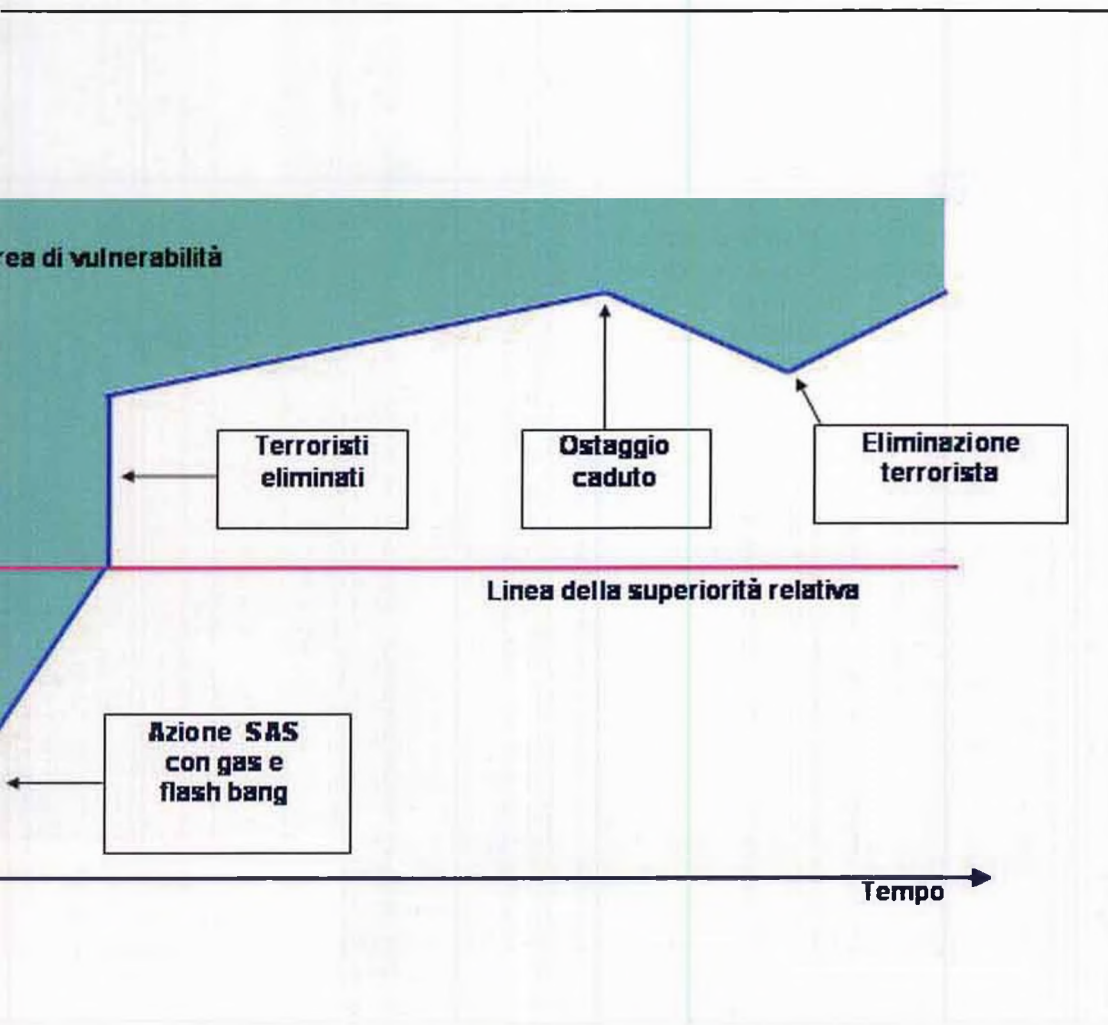 rea di vulnerabilità
Terroristi
eliminati
Ostaggio
caduto
Eliminazione
terrorista
Linea della superiorità relativa
Azione SAS
con gas e
flash bang
Tempo